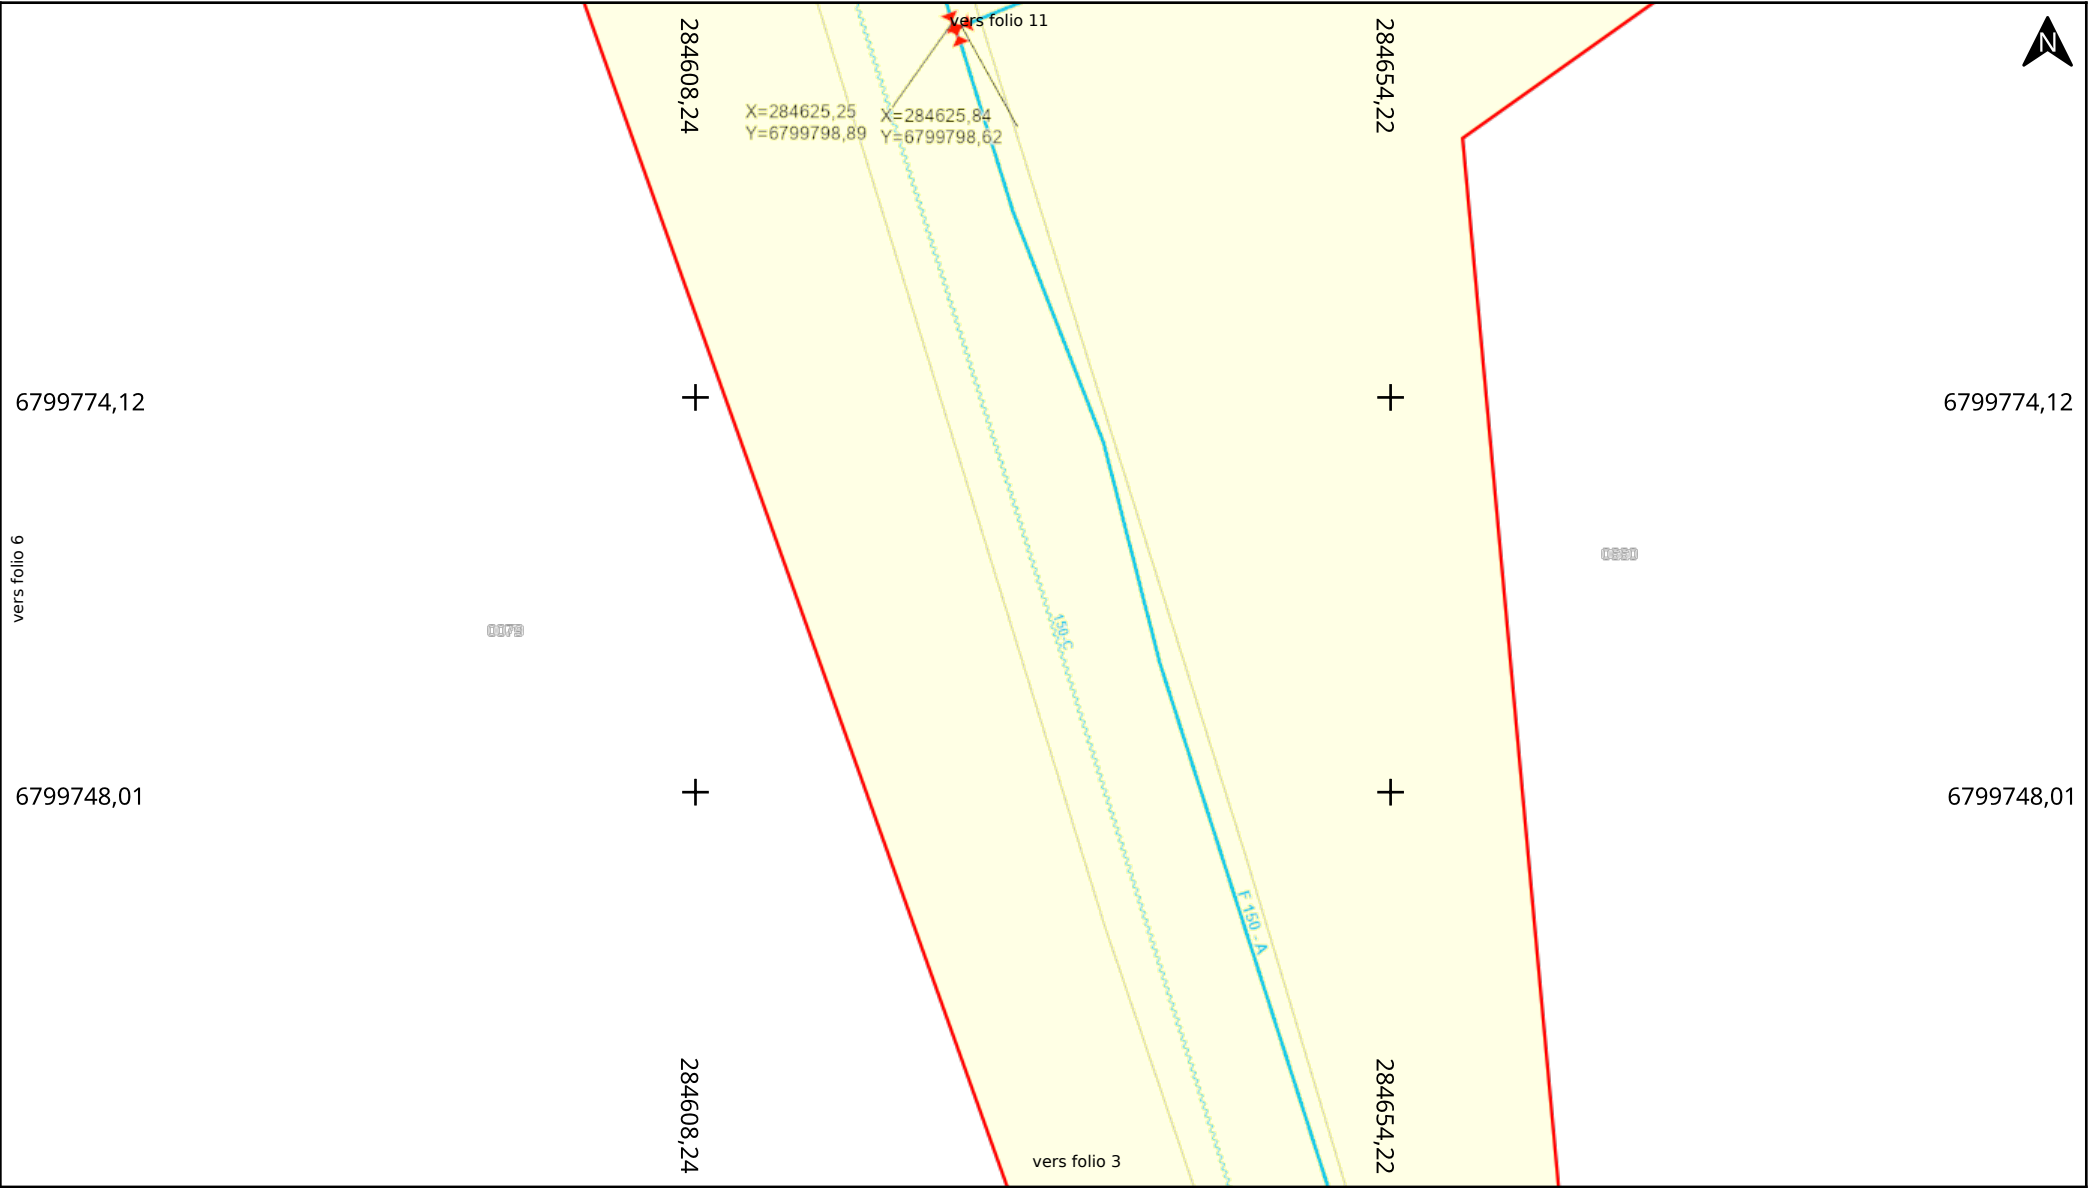 vers folio 11
N
284608,24
284654,22
X=284625,25
Y=6799798,89
X=284625,84
Y=6799798,62
6799774,12
6799774,12
vers folio 6
0079
150-C
6799748,01
6799748,01
F 150 - A
284608,24
284654,22
vers folio 3